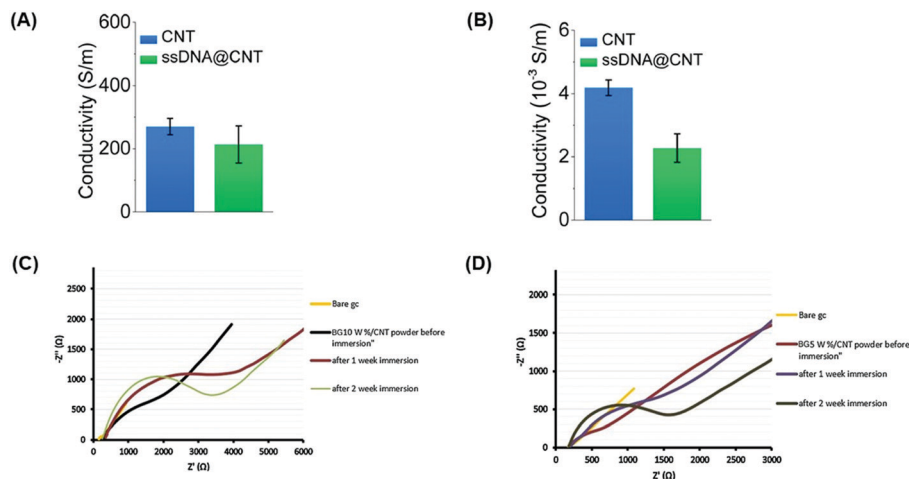 (A)
600
400
200
0
Conductivity (S/m)
CNT
ssDNA@CNT
(B)
6
4
2
0
Conductivity (10⁻³ S/m)
CNT
ssDNA@CNT
(C)
2500
2000
1500
1000
500
0
-Z'' (Ω)
0 1000 2000 3000 4000 5000 6000
Z' (Ω)
Bare gc
BG10 W %/CNT powder before
immersion"
after 1 week immersion
after 2 week immersion
(D)
2000
1500
1000
500
0
-Z'' (Ω)
0 500 1000 1500 2000 2500 3000
Z' (Ω)
Bare gc
BG5 W %/CNT powder before
immersion"
after 1 week immersion
after 2 week immersion